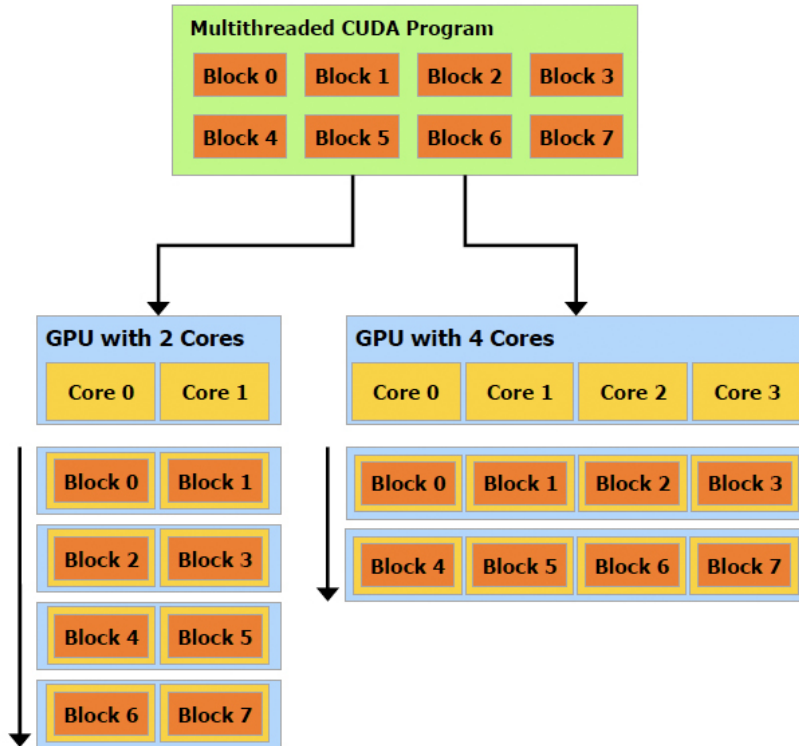 Multithreaded CUDA Program
Block 0 Block 1 Block 2 Block 3
Block 4 Block 5 Block 6 Block 7
GPU with 2 Cores
Core 0 Core 1
Block 0 Block 1
Block 2 Block 3
Block 4 Block 5
Block 6 Block 7
GPU with 4 Cores
Core 0 Core 1 Core 2 Core 3
Block 0 Block 1 Block 2 Block 3
Block 4 Block 5 Block 6 Block 7